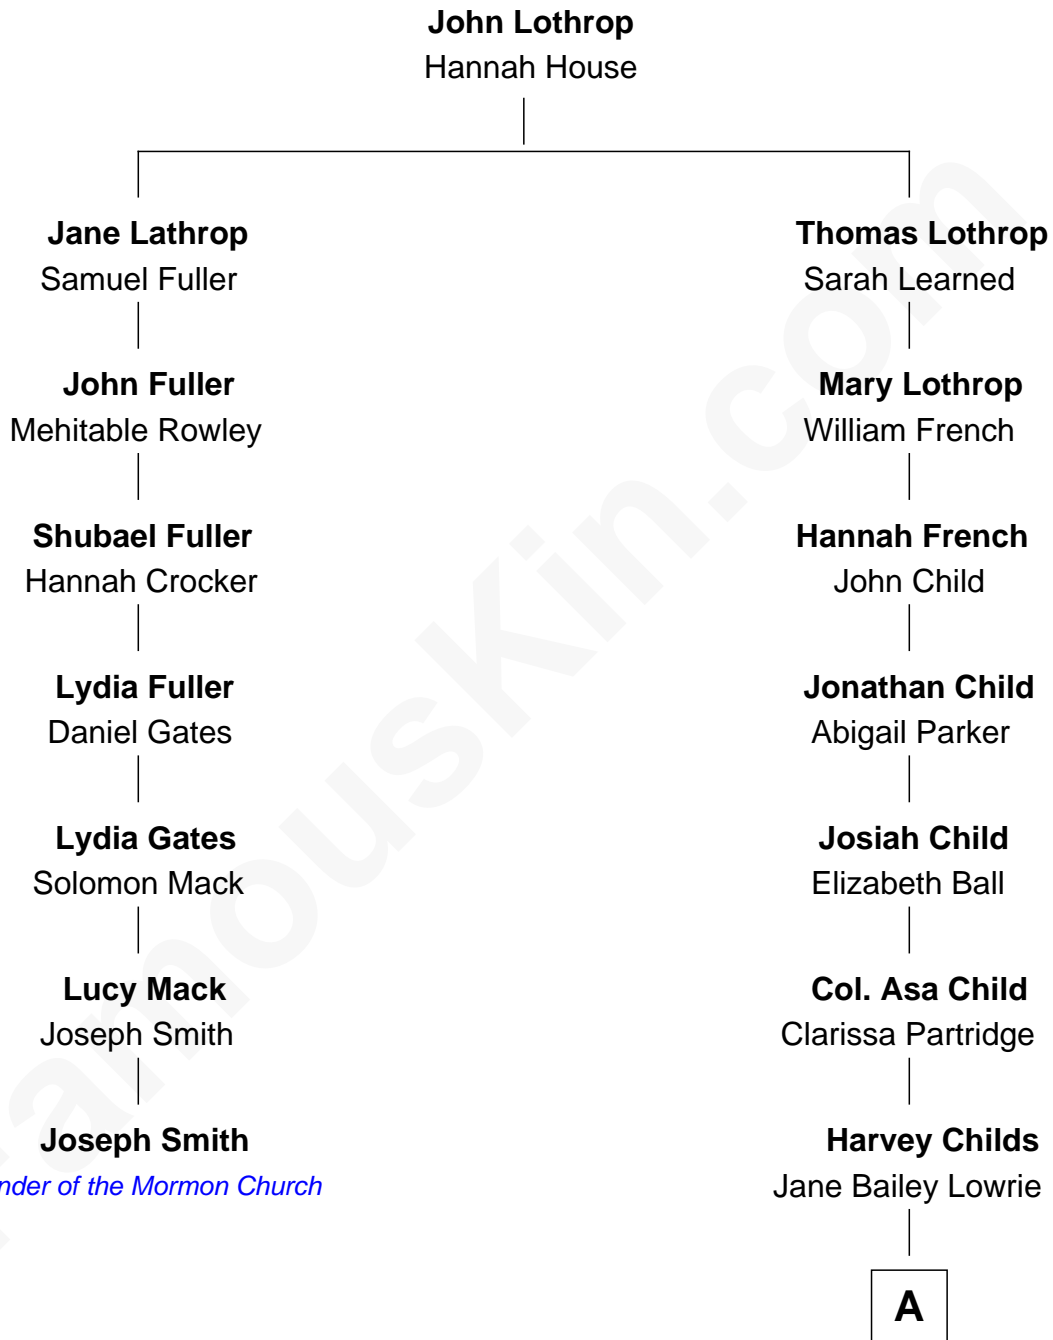 John Lothrop
Hannah House
Jane Lathrop
Samuel Fuller
Thomas Lothrop
Sarah Learned
John Fuller
Mehitable Rowley
Mary Lothrop
William French
Shubael Fuller
Hannah Crocker
Hannah French
John Child
Lydia Fuller
Daniel Gates
Jonathan Child
Abigail Parker
Lydia Gates
Solomon Mack
Josiah Child
Elizabeth Ball
Lucy Mack
Joseph Smith
Col. Asa Child
Clarissa Partridge
Joseph Smith
nder of the Mormon Church
Harvey Childs
Jane Bailey Lowrie
A
FamousKin.com